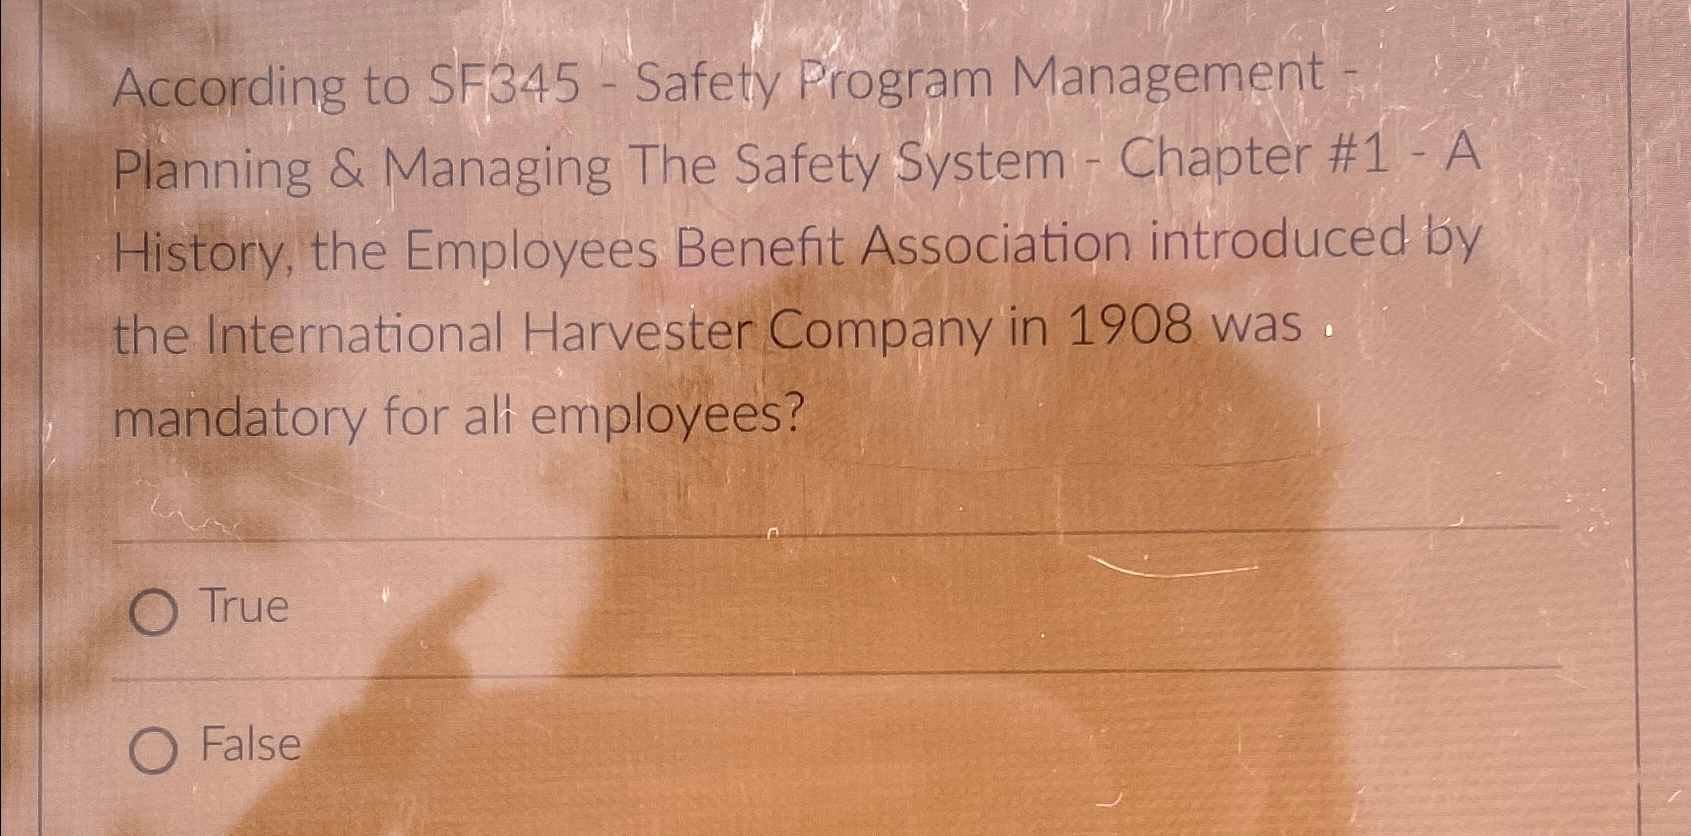 According to SF345 - Safety Program Management -
Planning & Managing The Safety System - Chapter #1 - A
History, the Employees Benefit Association introduced by
the International Harvester Company in 1908 was
mandatory for all employees?
True
False